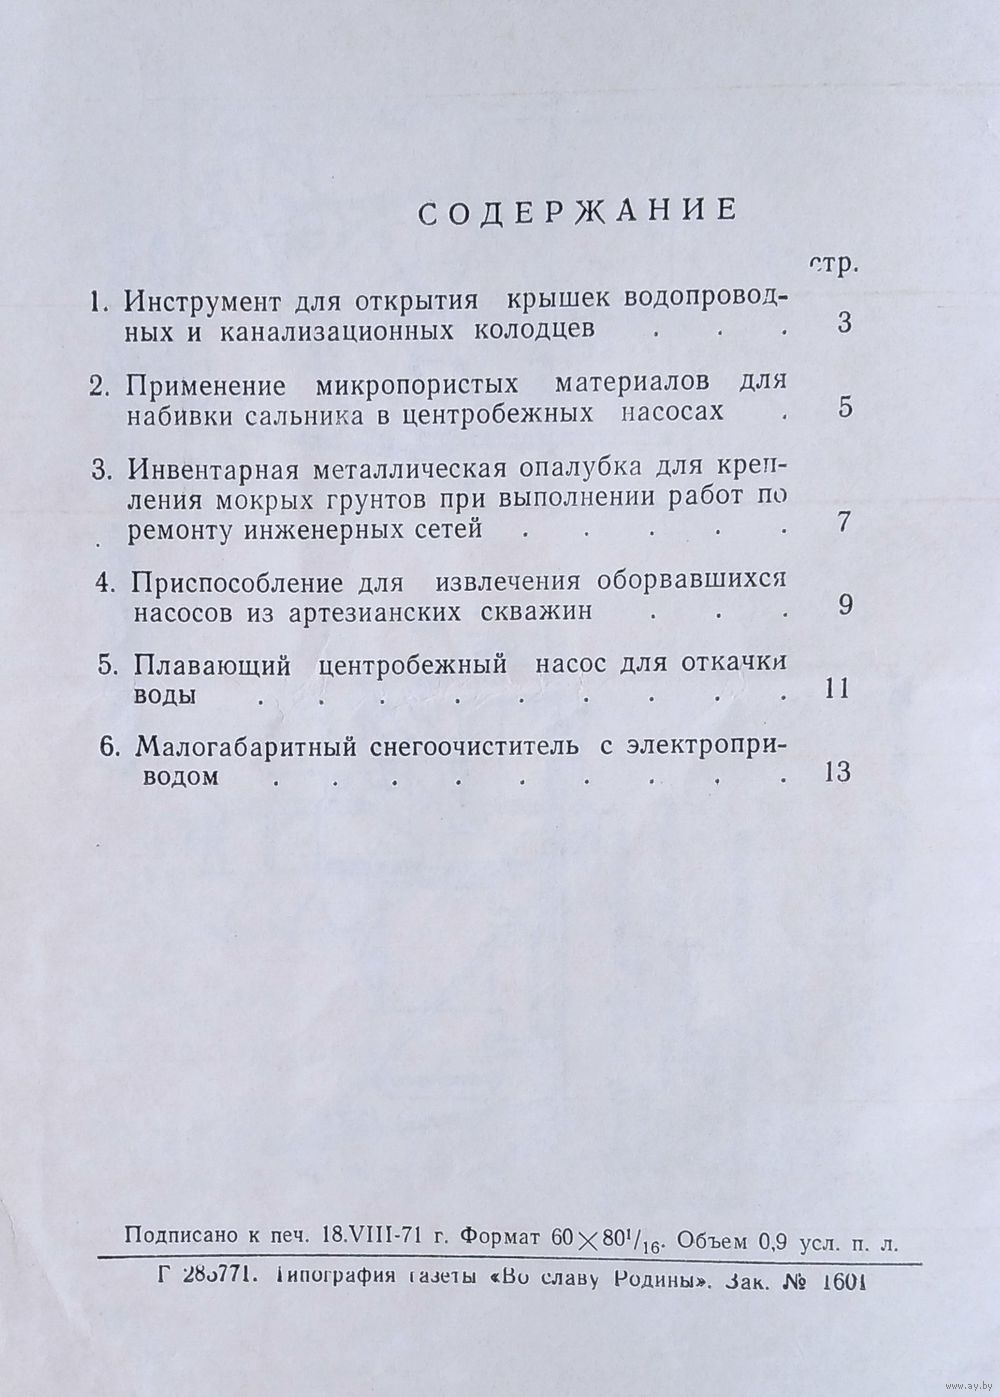 СОДЕРЖАНИЕ
стр.
1. Инструмент для открытия крышек водопровод-
ных и канализационных колодцев . . . 3
2. Применение микропористых материалов для
набивки сальника в центробежных насосах . 5
3. Инвентарная металлическая опалубка для креп-
ления мокрых грунтов при выполнении работ по
ремонту инженерных сетей . . . . . 7
4. Приспособление для извлечения оборвавшихся
насосов из артезианских скважин . . . 9
5. Плавающий центробежный насос для откачки
воды . . . . . . . . . 11
6. Малогабаритный снегоочиститель с электропри-
водом . . . . . . . . . 13
Подписано к печ. 18.VIII-71 г. Формат 60×80¹/₁₆. Объем 0,9 усл. п. л.
Г Типография газеты «Во славу Родины». Зак. № 1601
www.ay.by